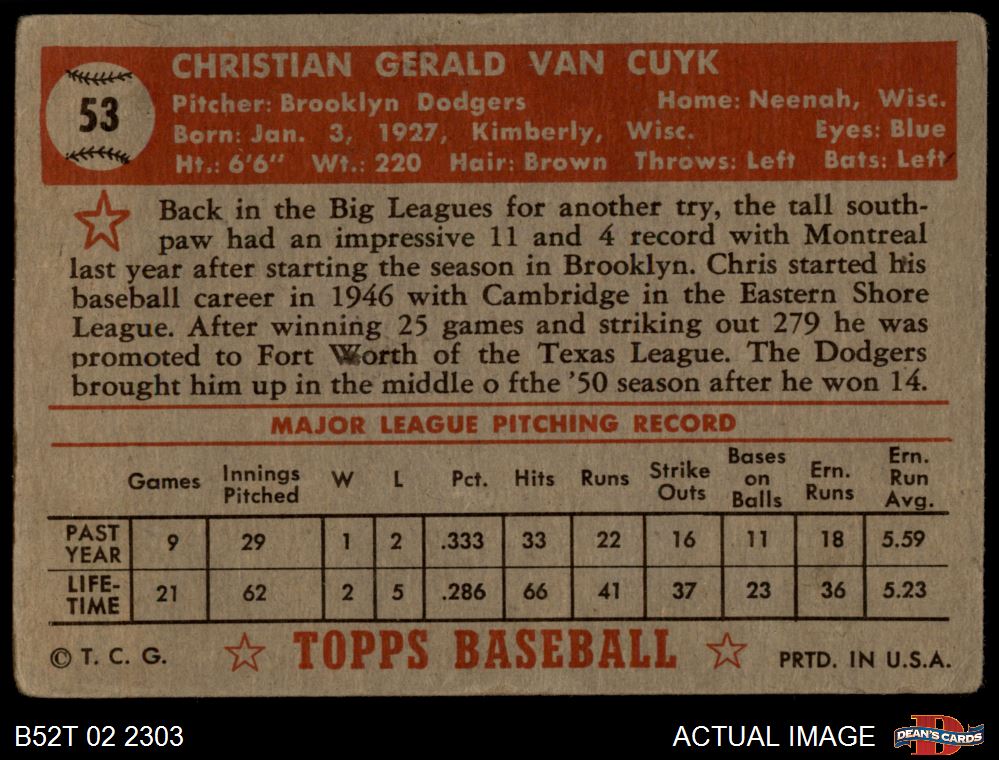 53
CHRISTIAN GERALD VAN CUYK
Pitcher: Brooklyn Dodgers Home: Neenah, Wisc.
Born: Jan. 3, 1927, Kimberly, Wisc. Eyes: Blue
Ht.: 6'6" Wt.: 220 Hair: Brown Throws: Left Bats: Left
Back in the Big Leagues for another try, the tall south-
paw had an impressive 11 and 4 record with Montreal
last year after starting the season in Brooklyn. Chris started his
baseball career in 1946 with Cambridge in the Eastern Shore
League. After winning 25 games and striking out 279 he was
promoted to Fort Worth of the Texas League. The Dodgers
brought him up in the middle o fthe '50 season after he won 14.
MAJOR LEAGUE PITCHING RECORD
Games Innings Pitched W L Pct. Hits Runs Strike Outs Bases on Balls Ern. Runs Ern. Run Avg.
PAST YEAR 9 29 1 2 .333 33 22 16 11 18 5.59
LIFE-TIME 21 62 2 5 .286 66 41 37 23 36 5.23
© T. C. G. TOPPS BASEBALL PRTD. IN U.S.A.
B52T 02 2303 ACTUAL IMAGE D DEAN'S CARDS